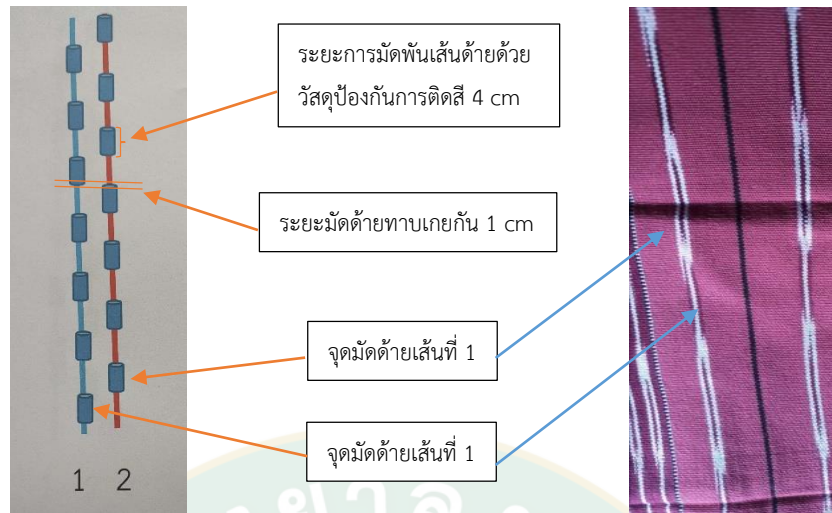 ระยะการมัดพันเส้นด้ายด้วย
วัสดุป้องกันการติดสี 4 cm
ระยะมัดด้ายทาบเกยกัน 1 cm
จุดมัดด้ายเส้นที่ 1
จุดมัดด้ายเส้นที่ 1
1 2